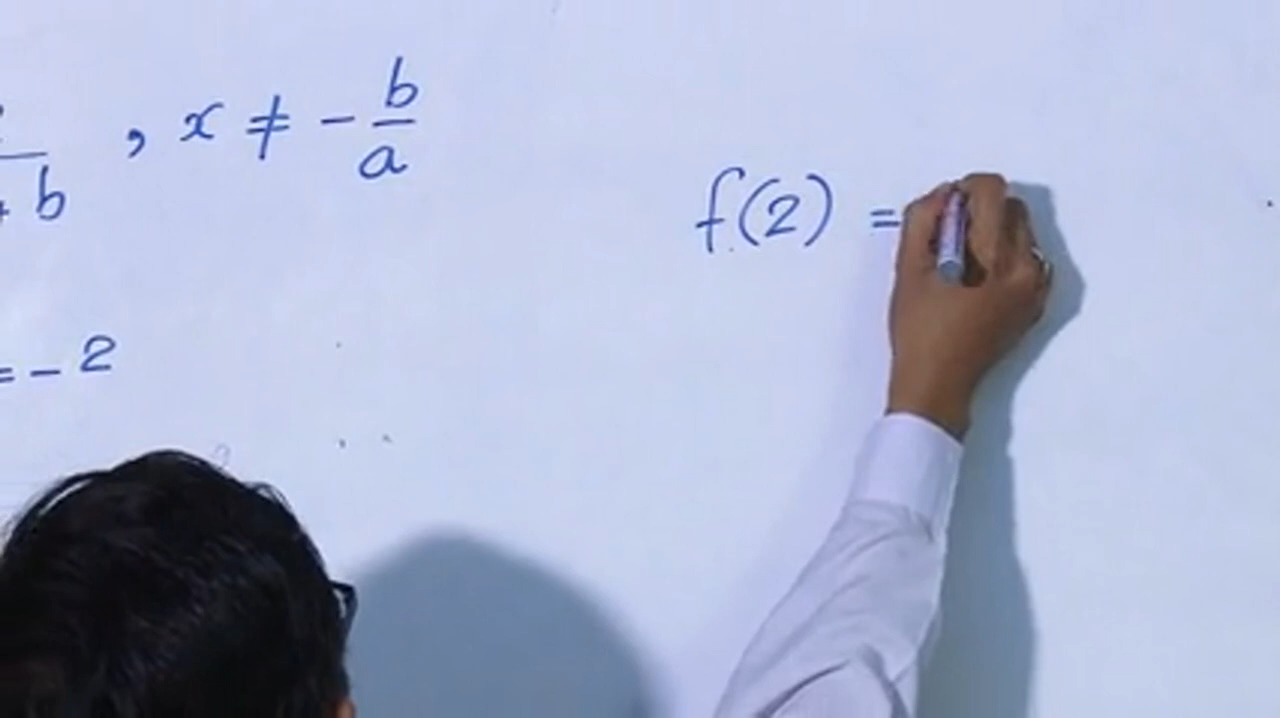 + b , x ≠ - b/a
f(2) =
= - 2